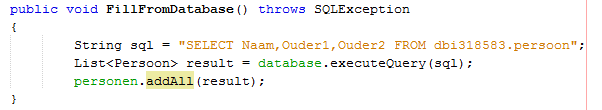 public void FillFromDatabase() throws SQLException
{
String sql = "SELECT Naam,Ouder1,Ouder2 FROM dbi318583.persoon";
List<Persoon> result = database.executeQuery(sql);
personen.addAll(result);
}